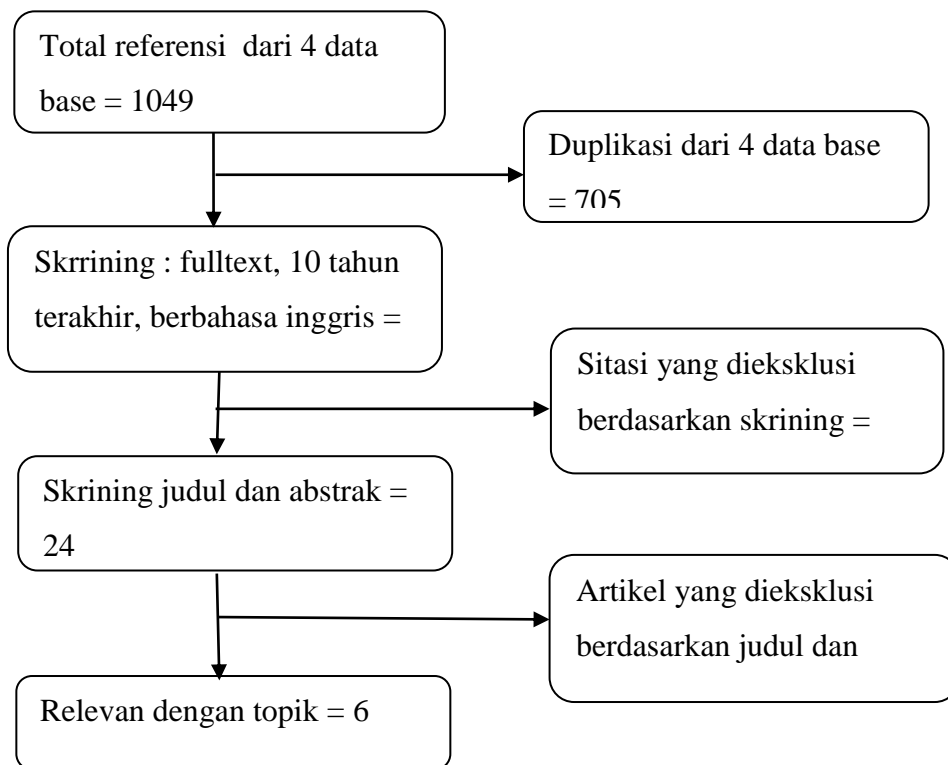 Total referensi dari 4 data
base = 1049
Duplikasi dari 4 data base
= 705
Skrrining : fulltext, 10 tahun
terakhir, berbahasa inggris =
Sitasi yang dieksklusi
berdasarkan skrining =
Skrining judul dan abstrak =
24
Artikel yang dieksklusi
berdasarkan judul dan
Relevan dengan topik = 6